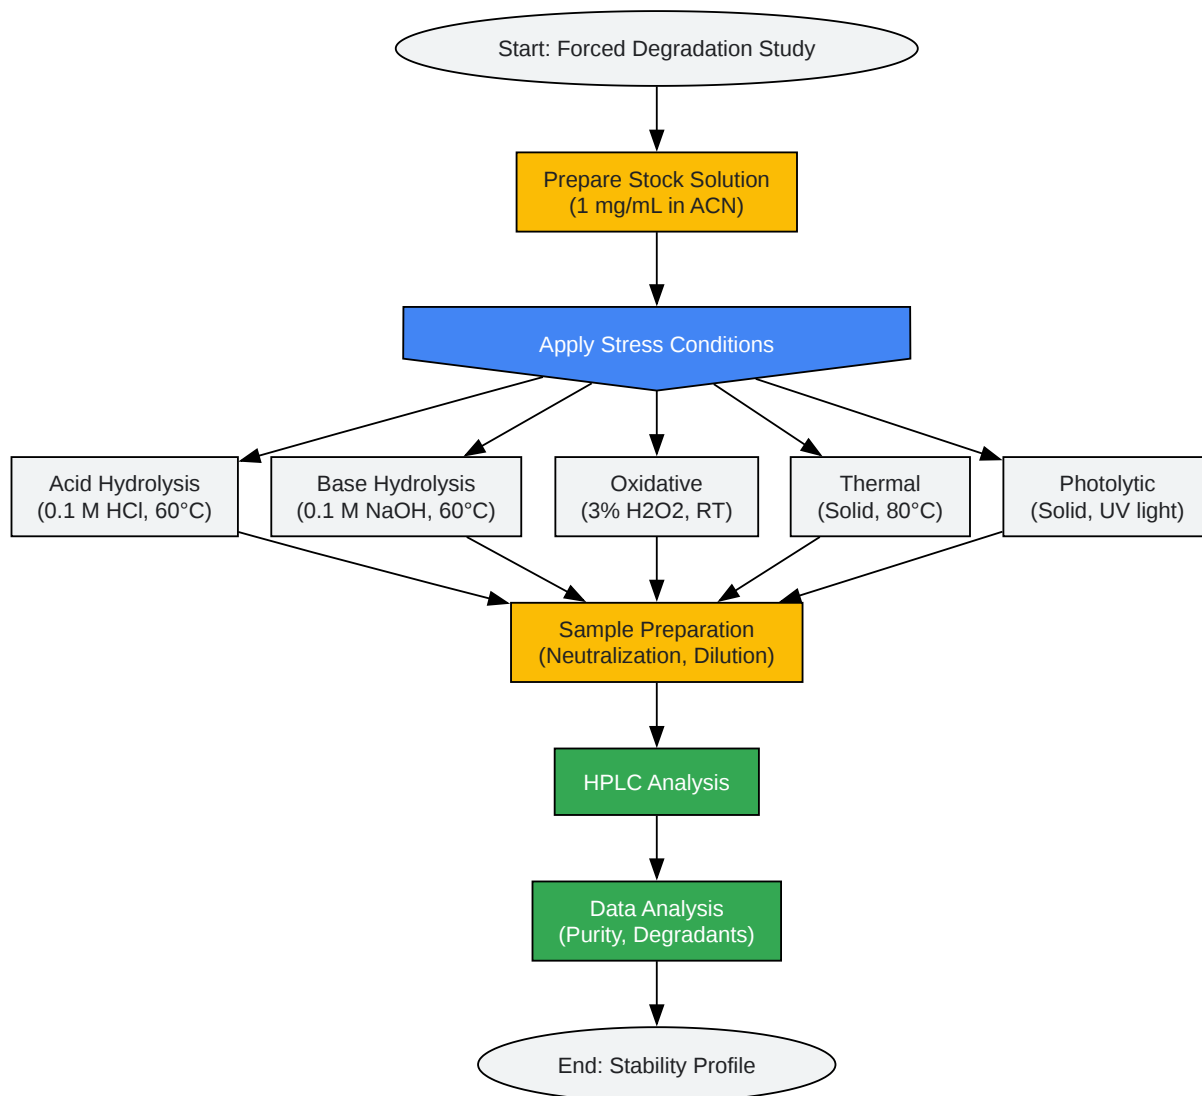 Start: Forced Degradation Study
Prepare Stock Solution
(1 mg/mL in ACN)
Apply Stress Conditions
Acid Hydrolysis
(0.1 M HCl, 60°C)
Base Hydrolysis
(0.1 M NaOH, 60°C)
Oxidative
(3% H2O2, RT)
Thermal
(Solid, 80°C)
Photolytic
(Solid, UV light)
Sample Preparation
(Neutralization, Dilution)
HPLC Analysis
Data Analysis
(Purity, Degradants)
End: Stability Profile